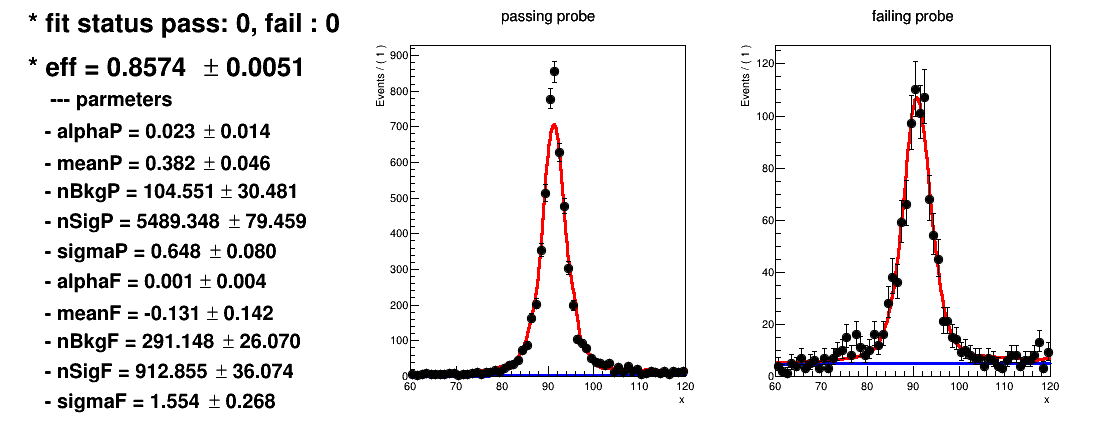 * fit status pass: 0, fail : 0
* eff = 0.8574 ± 0.0051
--- parmeters
- alphaP = 0.023 ± 0.014
- meanP = 0.382 ± 0.046
- nBkgP = 104.551 ± 30.481
- nSigP = 5489.348 ± 79.459
- sigmaP = 0.648 ± 0.080
- alphaF = 0.001 ± 0.004
- meanF = -0.131 ± 0.142
- nBkgF = 291.148 ± 26.070
- nSigF = 912.855 ± 36.074
- sigmaF = 1.554 ± 0.268
passing probe
Events / ( 1 )
900
800
700
600
500
400
300
200
100
0
60 70 80 90 100 110 120
x
failing probe
Events / ( 1 )
120
100
80
60
40
20
0
60 70 80 90 100 110 120
x